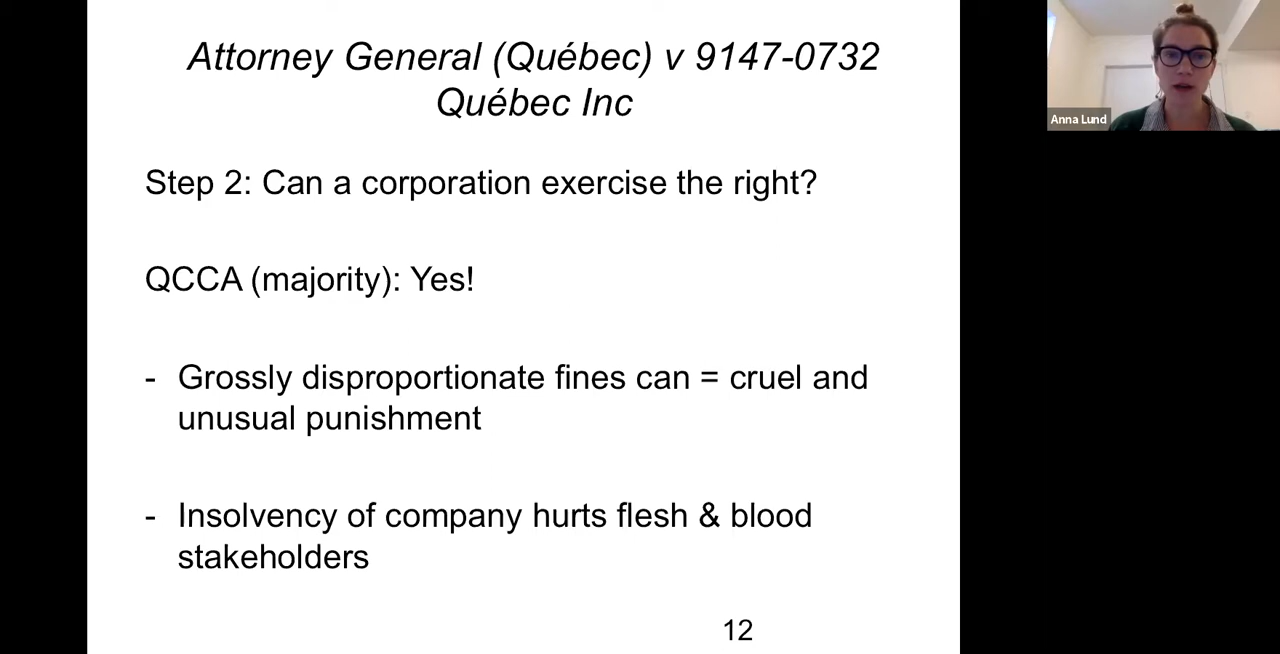 Attorney General (Québec) v 9147-0732
Québec Inc
Step 2: Can a corporation exercise the right?
QCCA (majority): Yes!
- Grossly disproportionate fines can = cruel and
unusual punishment
- Insolvency of company hurts flesh & blood
stakeholders
12
Anna Lund